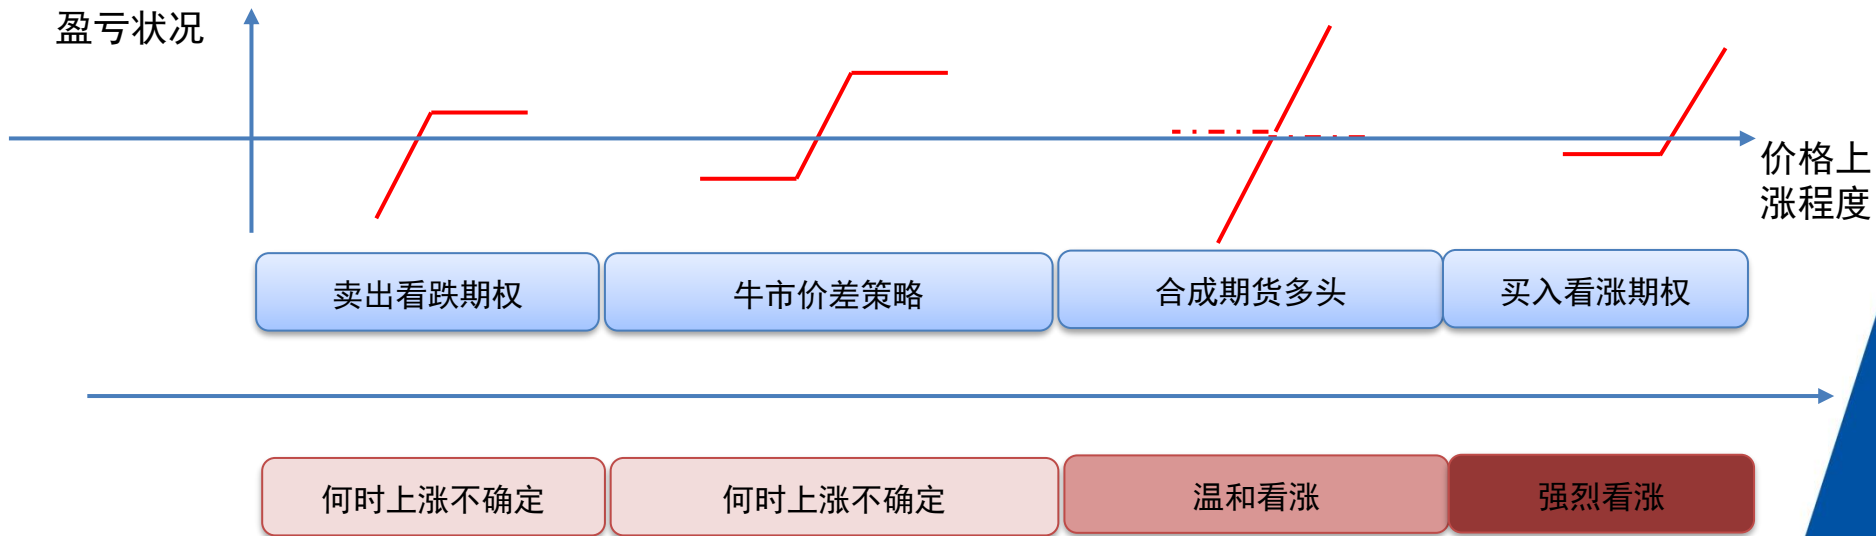 盈亏状况
价格上
涨程度
卖出看跌期权
牛市价差策略
合成期货多头
买入看涨期权
何时上涨不确定
何时上涨不确定
温和看涨
强烈看涨